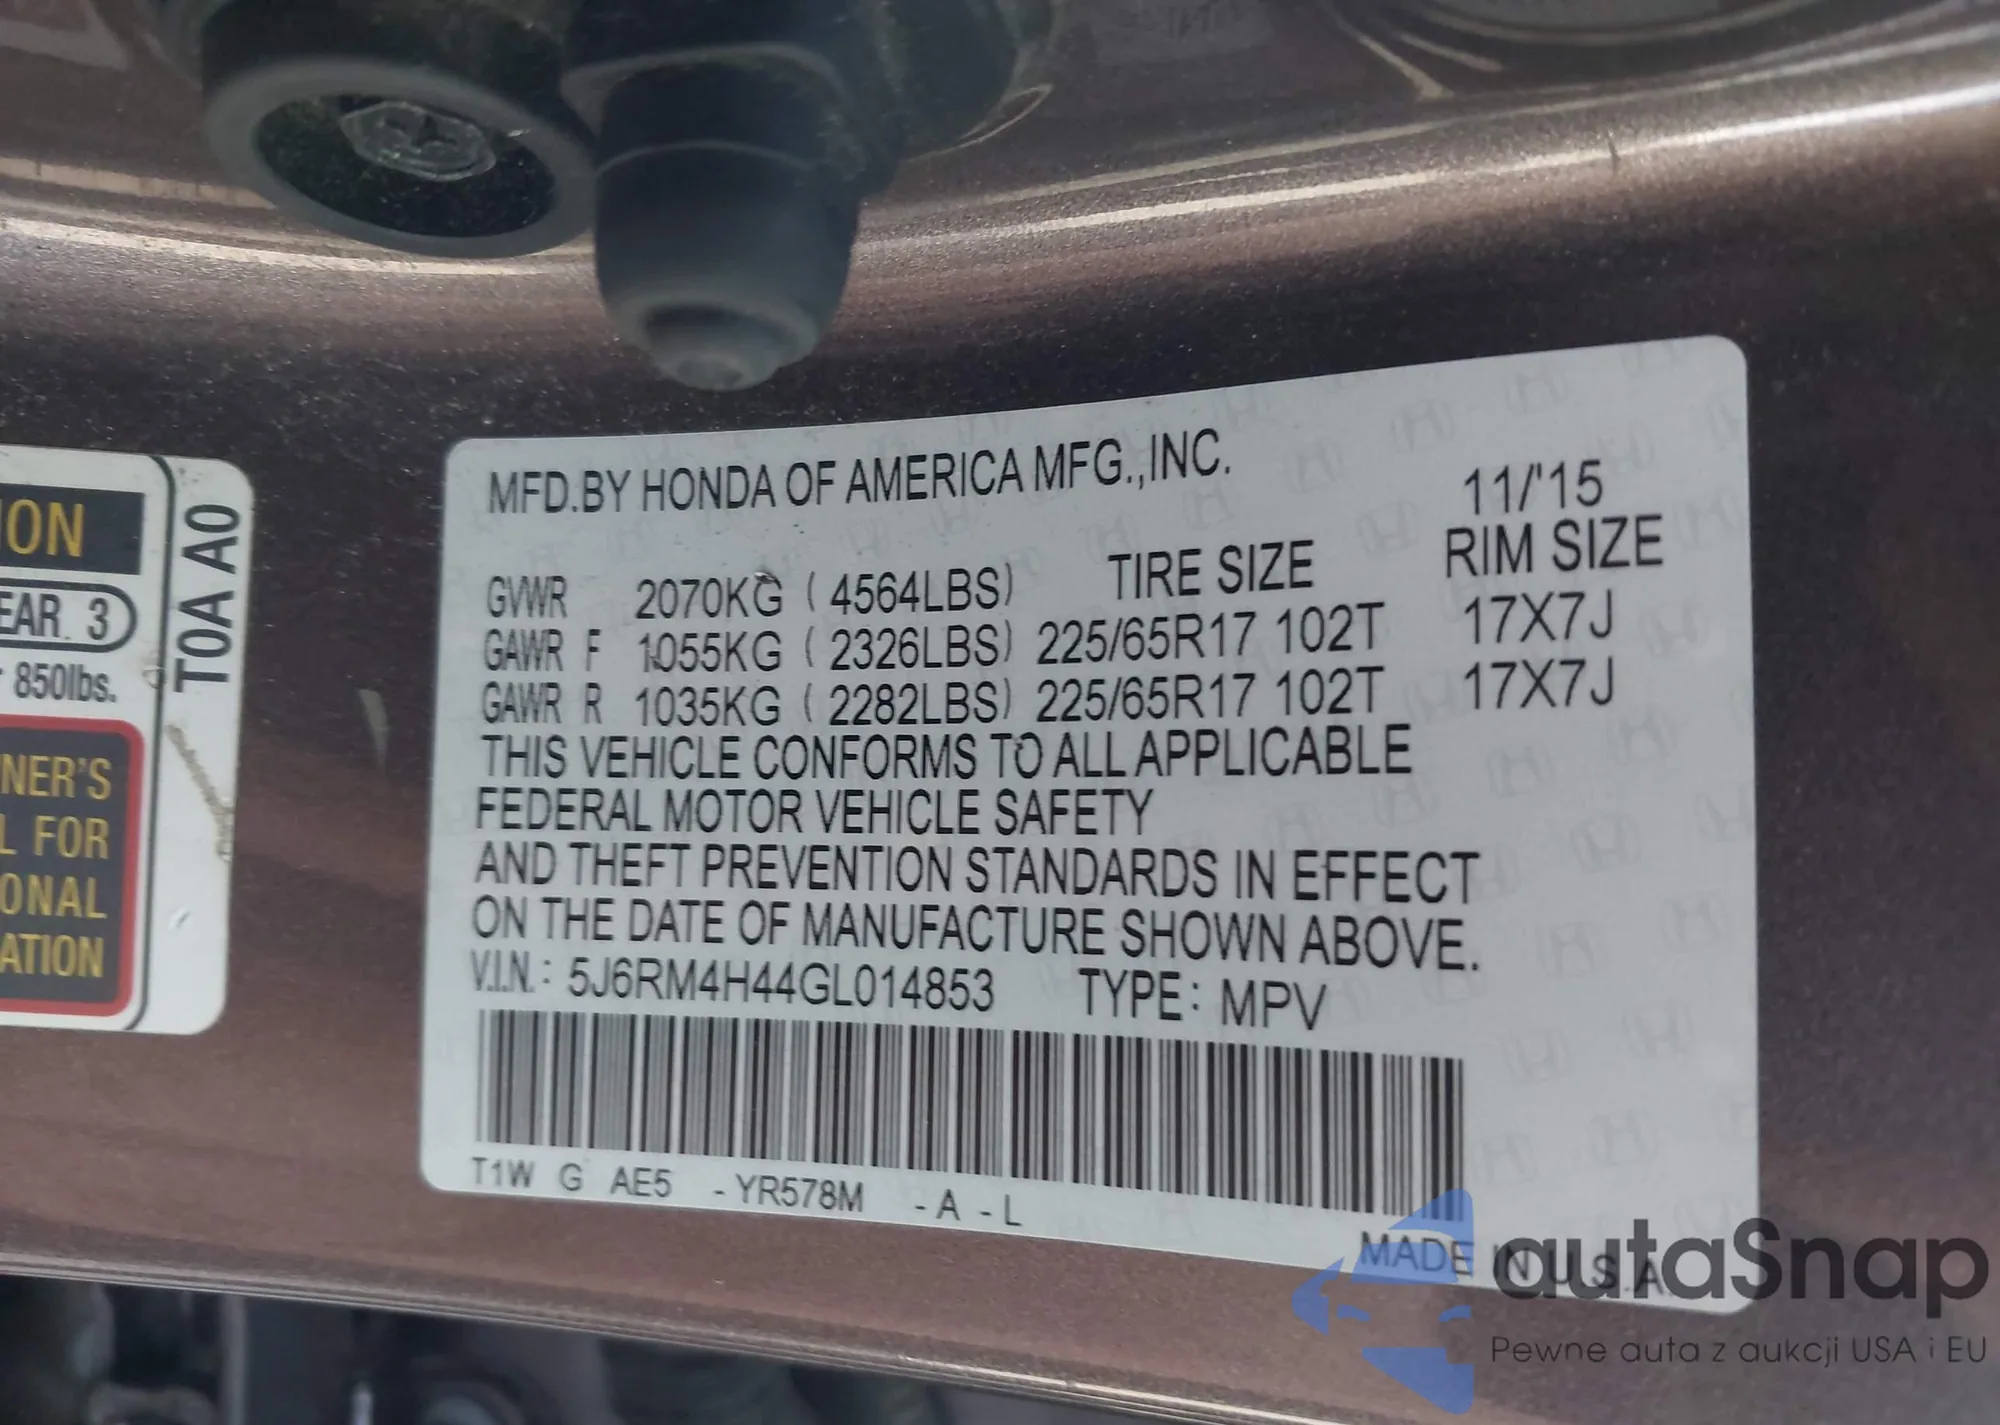 ION
EAR 3
850lbs.
NER'S
L FOR
ONAL
ATION
T0A A0
MFD.BY HONDA OF AMERICA MFG.,INC.
11/'15
GVWR 2070KG (4564LBS) TIRE SIZE RIM SIZE
GAWR F 1055KG (2326LBS) 225/65R17 102T 17X7J
GAWR R 1035KG (2282LBS) 225/65R17 102T 17X7J
THIS VEHICLE CONFORMS TO ALL APPLICABLE
FEDERAL MOTOR VEHICLE SAFETY
AND THEFT PREVENTION STANDARDS IN EFFECT
ON THE DATE OF MANUFACTURE SHOWN ABOVE.
V.I.N.: 5J6RM4H44GL014853 TYPE: MPV
T1W G AE5 -YR578M -A -L
MADE IN U.S.A.
autaSnap
Pewne auta z aukcji USA i EU